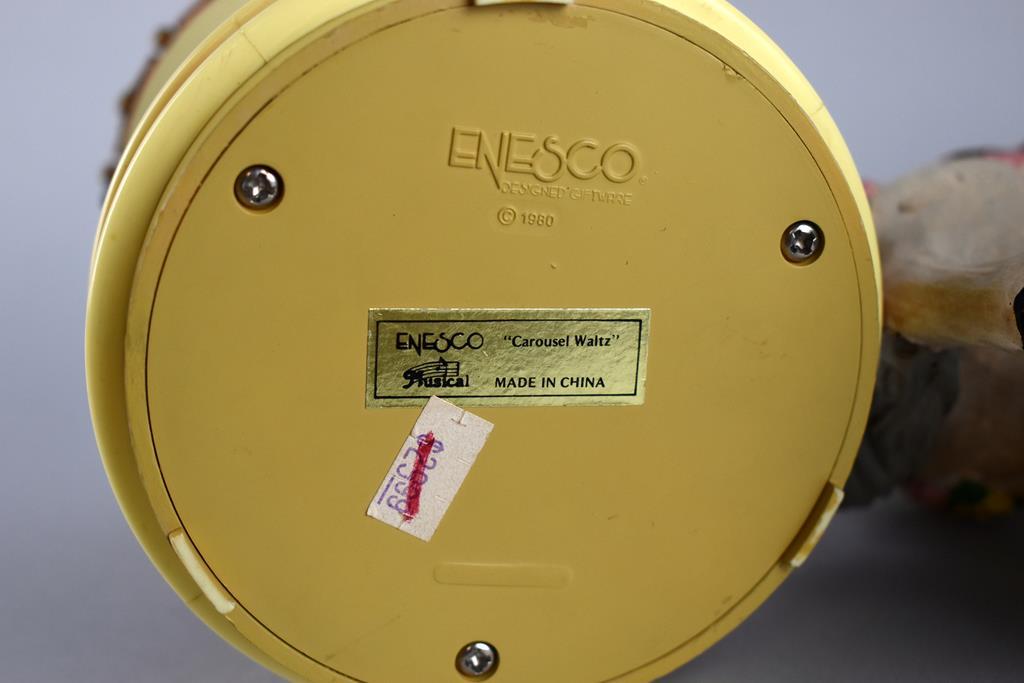 ENESCO®
DESIGNED GIFTWARE
© 1980
ENESCO "Carousel Waltz"
Musical MADE IN CHINA